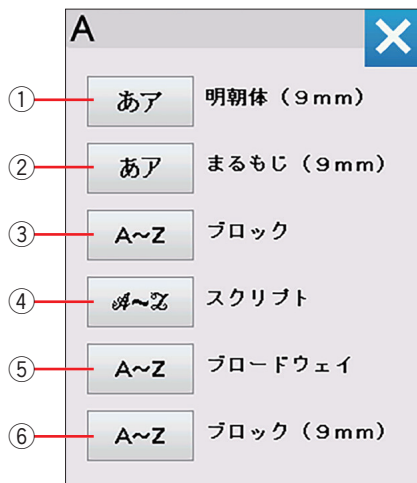 A
① あア 明朝体（9mm）
② あア まるもじ（9mm）
③ A～Z ブロック
④ A～Z スクリプト
⑤ A～Z ブロードウェイ
⑥ A～Z ブロック（9mm）